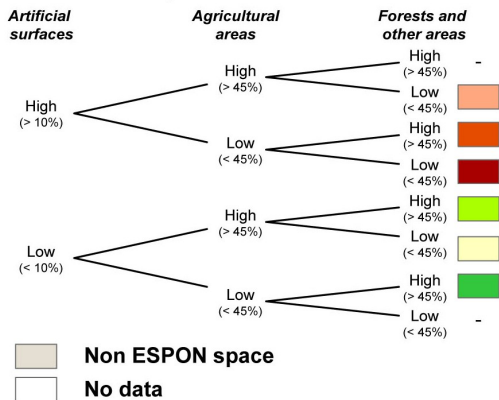 Artificial surfaces
Agricultural areas
Forests and other areas
High
(> 10%)
High
(> 45%)
High
(> 45%)
-
Low
(< 45%)
Low
(< 45%)
High
(> 45%)
Low
(< 45%)
Low
(< 10%)
High
(> 45%)
High
(> 45%)
Low
(< 45%)
Low
(< 45%)
High
(> 45%)
Low
(< 45%)
-
Non ESPON space
No data